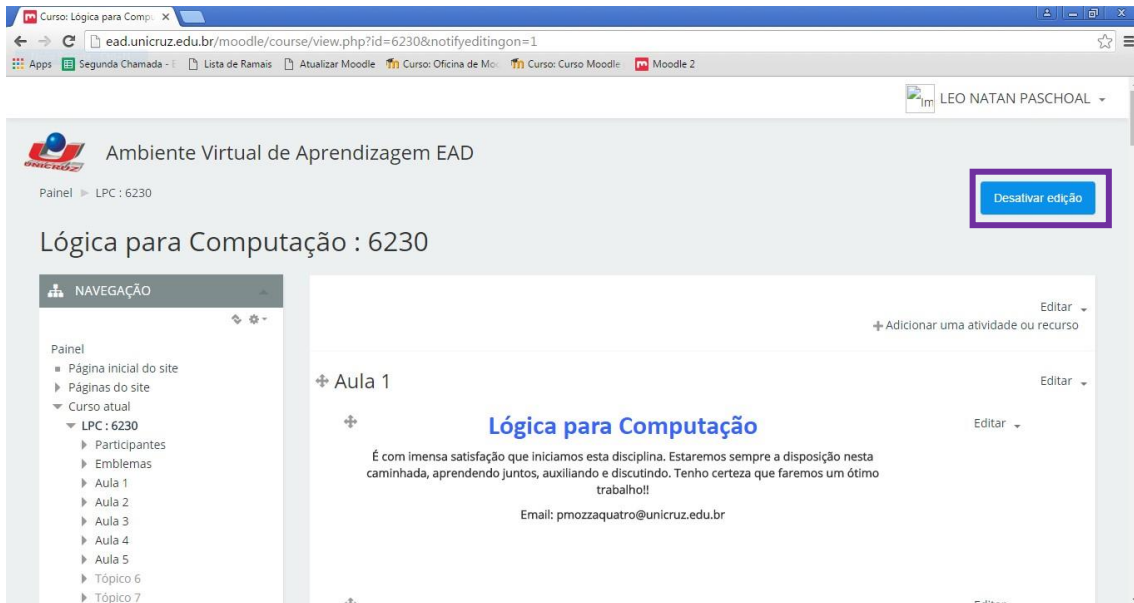 Curso: Lógica para Compu
ead.unicruz.edu.br/moodle/course/view.php?id=6230&notifyeditingon=1
Apps Segunda Chamada - Lista de Ramais Atualizar Moodle Curso: Oficina de Mo Curso: Curso Moodle Moodle 2
Im LEO NATAN PASCHOAL
UNICRUZ
Ambiente Virtual de Aprendizagem EAD
Painel LPC : 6230
Desativar edição
Lógica para Computação : 6230
NAVEGAÇÃO
Painel
Página inicial do site
Páginas do site
Curso atual
LPC : 6230
Participantes
Emblemas
Aula 1
Aula 2
Aula 3
Aula 4
Aula 5
Tópico 6
Tópico 7
Editar
Adicionar uma atividade ou recurso
Aula 1
Editar
Lógica para Computação
Editar
É com imensa satisfação que iniciamos esta disciplina. Estaremos sempre a disposição nesta
caminhada, aprendendo juntos, auxiliando e discutindo. Tenho certeza que faremos um ótimo
trabalho!!
Email: pmozzaquatro@unicruz.edu.br